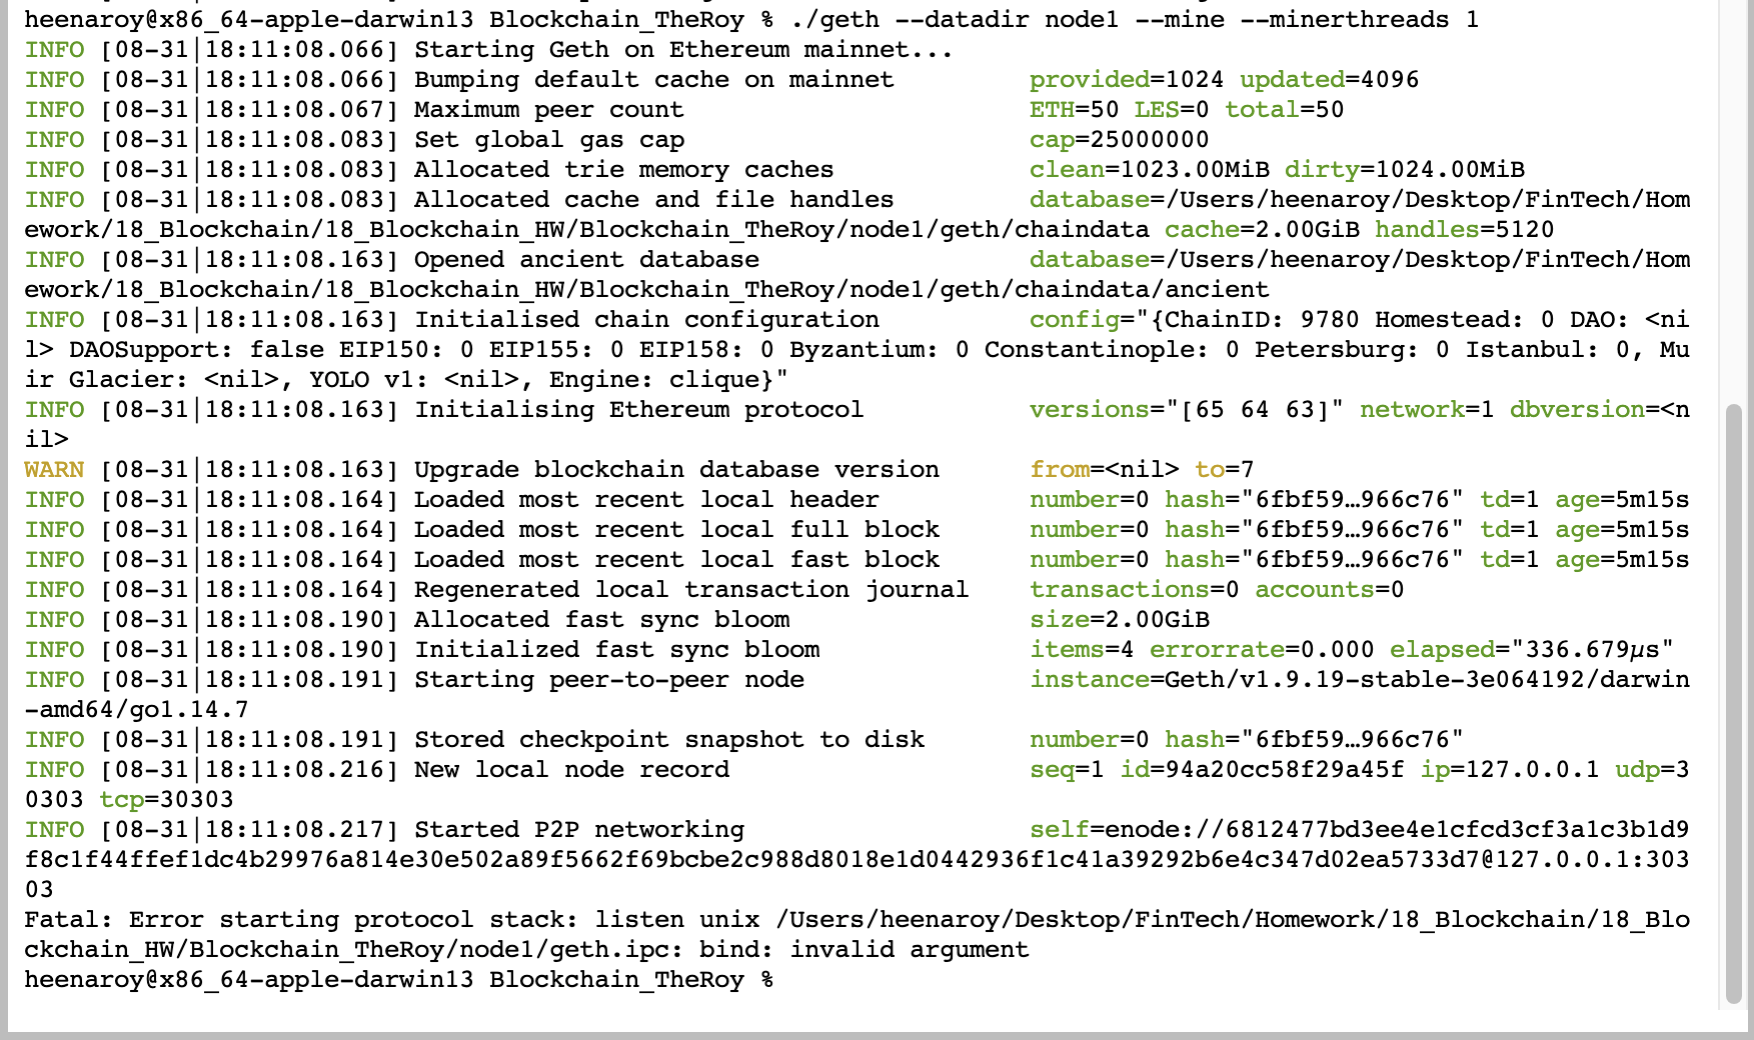 heenaroy@x86_64-apple-darwin13 Blockchain_TheRoy % ./geth --datadir node1 --mine --minerthreads 1
INFO [08-31|18:11:08.066] Starting Geth on Ethereum mainnet...
INFO [08-31|18:11:08.066] Bumping default cache on mainnet         provided=1024 updated=4096
INFO [08-31|18:11:08.067] Maximum peer count                       ETH=50 LES=0 total=50
INFO [08-31|18:11:08.083] Set global gas cap                       cap=25000000
INFO [08-31|18:11:08.083] Allocated trie memory caches             clean=1023.00MiB dirty=1024.00MiB
INFO [08-31|18:11:08.083] Allocated cache and file handles         database=/Users/heenaroy/Desktop/FinTech/Hom
ework/18_Blockchain/18_Blockchain_HW/Blockchain_TheRoy/node1/geth/chaindata cache=2.00GiB handles=5120
INFO [08-31|18:11:08.163] Opened ancient database                  database=/Users/heenaroy/Desktop/FinTech/Hom
ework/18_Blockchain/18_Blockchain_HW/Blockchain_TheRoy/node1/geth/chaindata/ancient
INFO [08-31|18:11:08.163] Initialised chain configuration          config="{ChainID: 9780 Homestead: 0 DAO: <ni
l> DAOSupport: false EIP150: 0 EIP155: 0 EIP158: 0 Byzantium: 0 Constantinople: 0 Petersburg: 0 Istanbul: 0, Mu
ir Glacier: <nil>, YOLO v1: <nil>, Engine: clique}"
INFO [08-31|18:11:08.163] Initialising Ethereum protocol           versions="[65 64 63]" network=1 dbversion=<n
il>
WARN [08-31|18:11:08.163] Upgrade blockchain database version      from=<nil> to=7
INFO [08-31|18:11:08.164] Loaded most recent local header          number=0 hash="6fbf59…966c76" td=1 age=5m15s
INFO [08-31|18:11:08.164] Loaded most recent local full block      number=0 hash="6fbf59…966c76" td=1 age=5m15s
INFO [08-31|18:11:08.164] Loaded most recent local fast block      number=0 hash="6fbf59…966c76" td=1 age=5m15s
INFO [08-31|18:11:08.164] Regenerated local transaction journal    transactions=0 accounts=0
INFO [08-31|18:11:08.190] Allocated fast sync bloom                size=2.00GiB
INFO [08-31|18:11:08.190] Initialized fast sync bloom              items=4 errorrate=0.000 elapsed="336.679µs"
INFO [08-31|18:11:08.191] Starting peer-to-peer node               instance=Geth/v1.9.19-stable-3e064192/darwin
-amd64/go1.14.7
INFO [08-31|18:11:08.191] Stored checkpoint snapshot to disk       number=0 hash="6fbf59…966c76"
INFO [08-31|18:11:08.216] New local node record                    seq=1 id=94a20cc58f29a45f ip=127.0.0.1 udp=3
0303 tcp=30303
INFO [08-31|18:11:08.217] Started P2P networking                   self=enode://6812477bd3ee4e1cfcd3cf3a1c3b1d9
f8c1f44ffef1dc4b29976a814e30e502a89f5662f69bcbe2c988d8018e1d0442936f1c41a39292b6e4c347d02ea5733d7@127.0.0.1:303
03
Fatal: Error starting protocol stack: listen unix /Users/heenaroy/Desktop/FinTech/Homework/18_Blockchain/18_Blo
ckchain_HW/Blockchain_TheRoy/node1/geth.ipc: bind: invalid argument
heenaroy@x86_64-apple-darwin13 Blockchain_TheRoy %